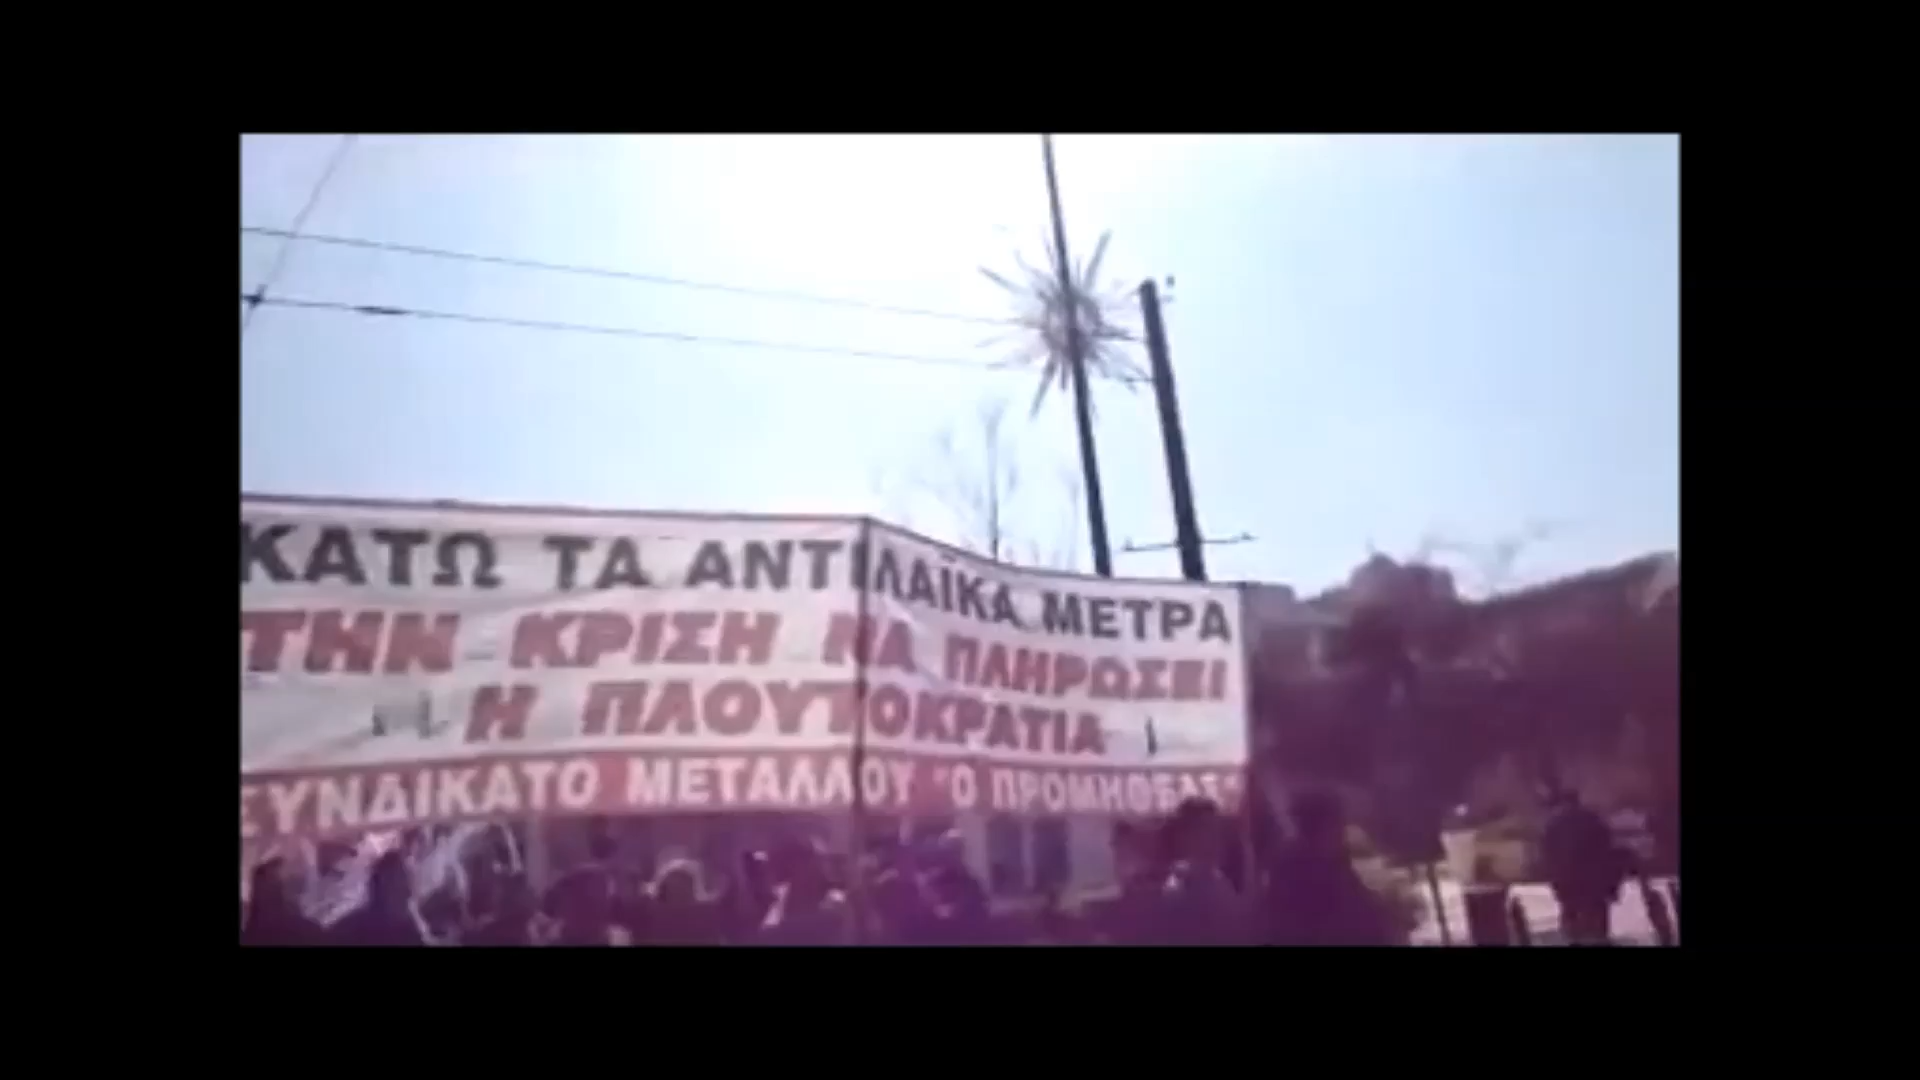 ΚΑΤΩ ΤΑ ΑΝΤΙΛΑΪΚΑ ΜΕΤΡΑ
ΤΗΝ ΚΡΙΣΗ ΝΑ ΠΛΗΡΩΣΕΙ
Η ΠΛΟΥΤΟΚΡΑΤΙΑ
ΣΥΝΔΙΚΑΤΟ ΜΕΤΑΛΛΟΥ "Ο ΠΡΟΜΗΘΕΑΣ"